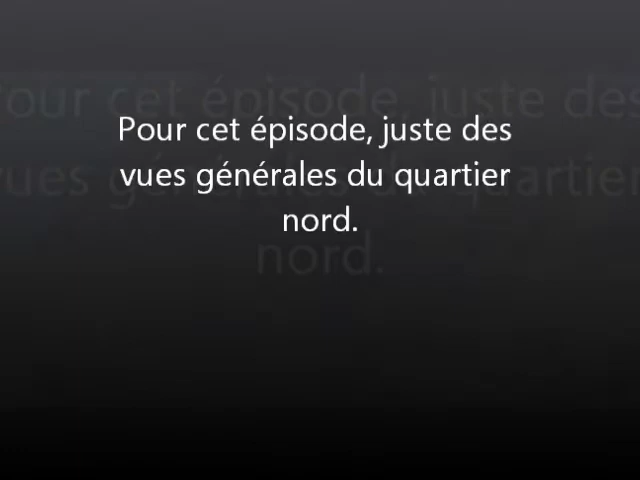 Pour cet épisode, juste des
vues générales du quartier
nord.